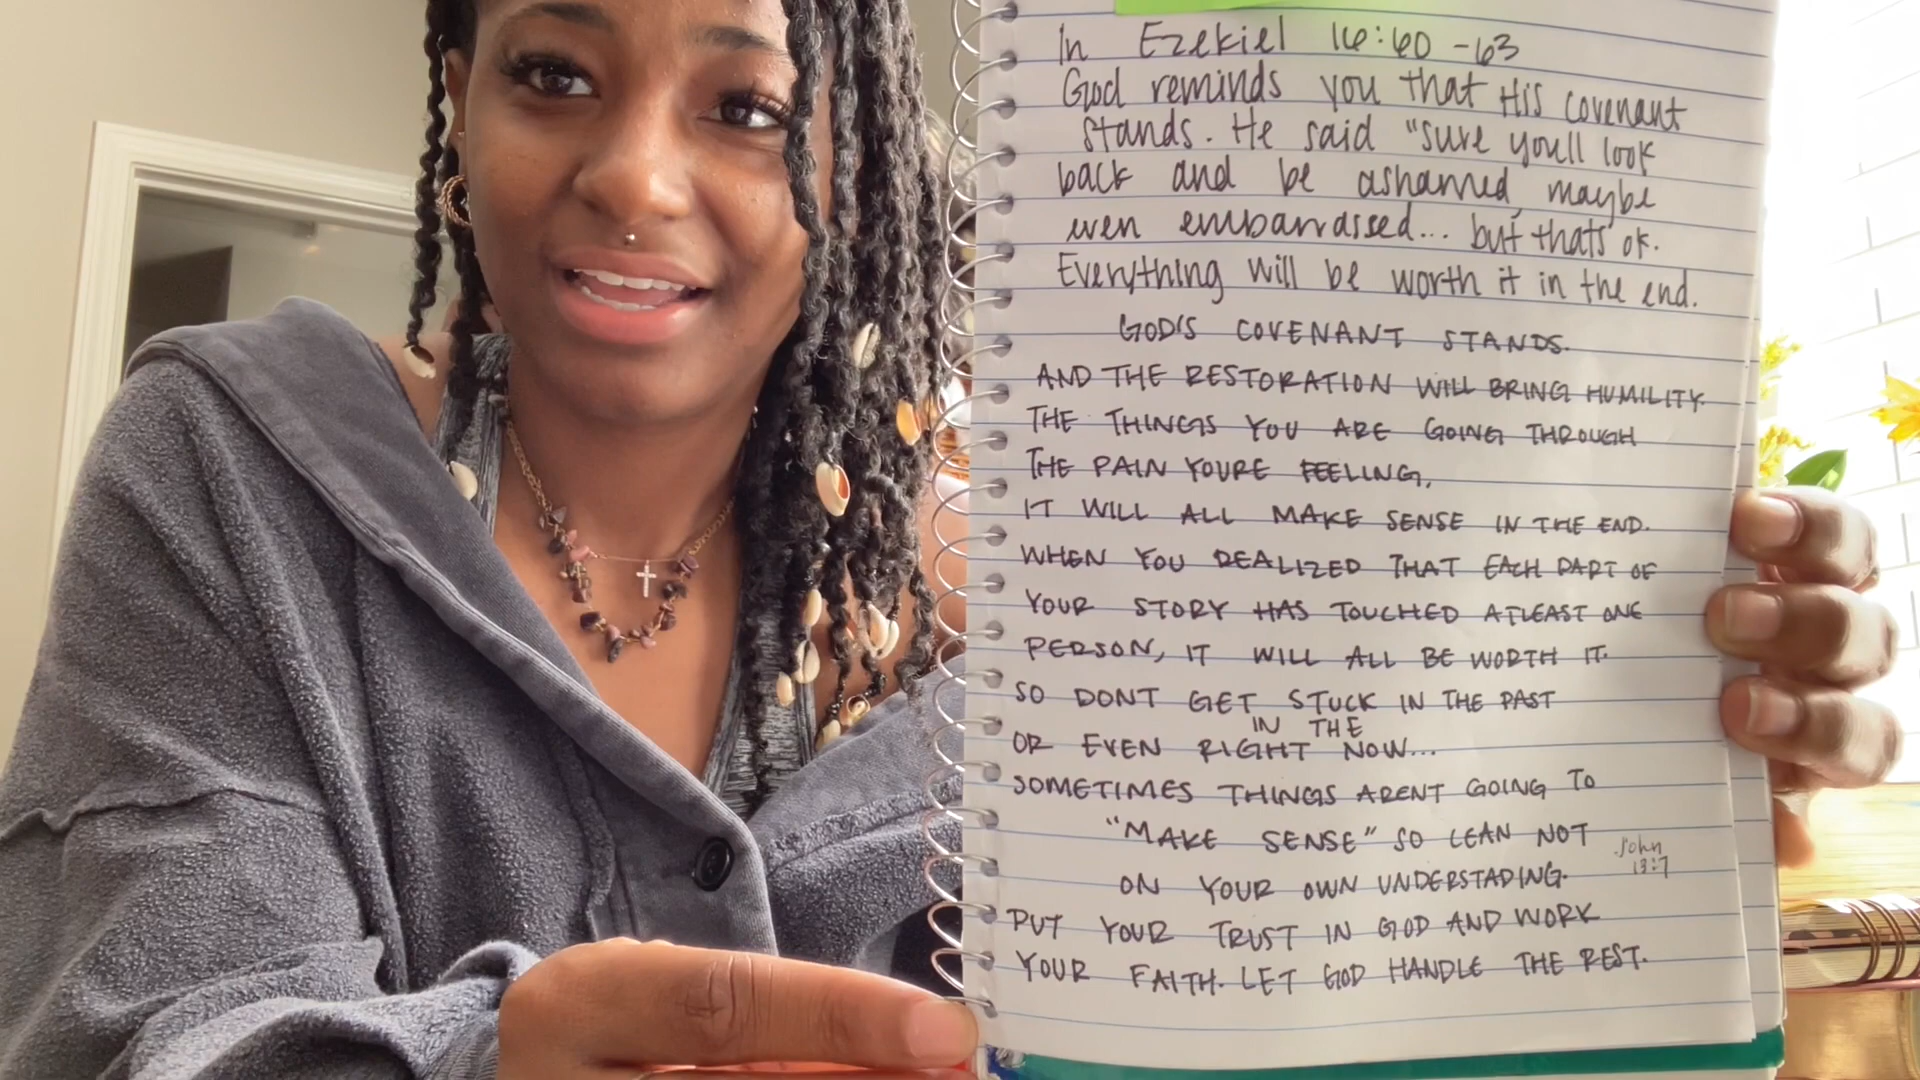 In Ezekiel 16:60-63
God reminds you that His covenant
stands. He said "sure youll look
back and be ashamed, maybe
even embarrassed... but thats ok.
Everything will be worth it in the end.
GOD'S COVENANT STANDS.
AND THE RESTORATION WILL BRING HUMILITY.
THE THINGS YOU ARE GOING THROUGH
THE PAIN YOURE FEELING,
IT WILL ALL MAKE SENSE IN THE END.
WHEN YOU REALIZED THAT EACH PART OF
YOUR STORY HAS TOUCHED ATLEAST ONE
PERSON, IT WILL ALL BE WORTH IT.
SO DONT GET STUCK IN THE PAST
IN THE
OR EVEN RIGHT NOW...
SOMETIMES THINGS ARENT GOING TO
"MAKE SENSE" SO LEAN NOT
ON YOUR OWN UNDERSTADING.
John
13:7
PUT YOUR TRUST IN GOD AND WORK
YOUR FAITH. LET GOD HANDLE THE REST.